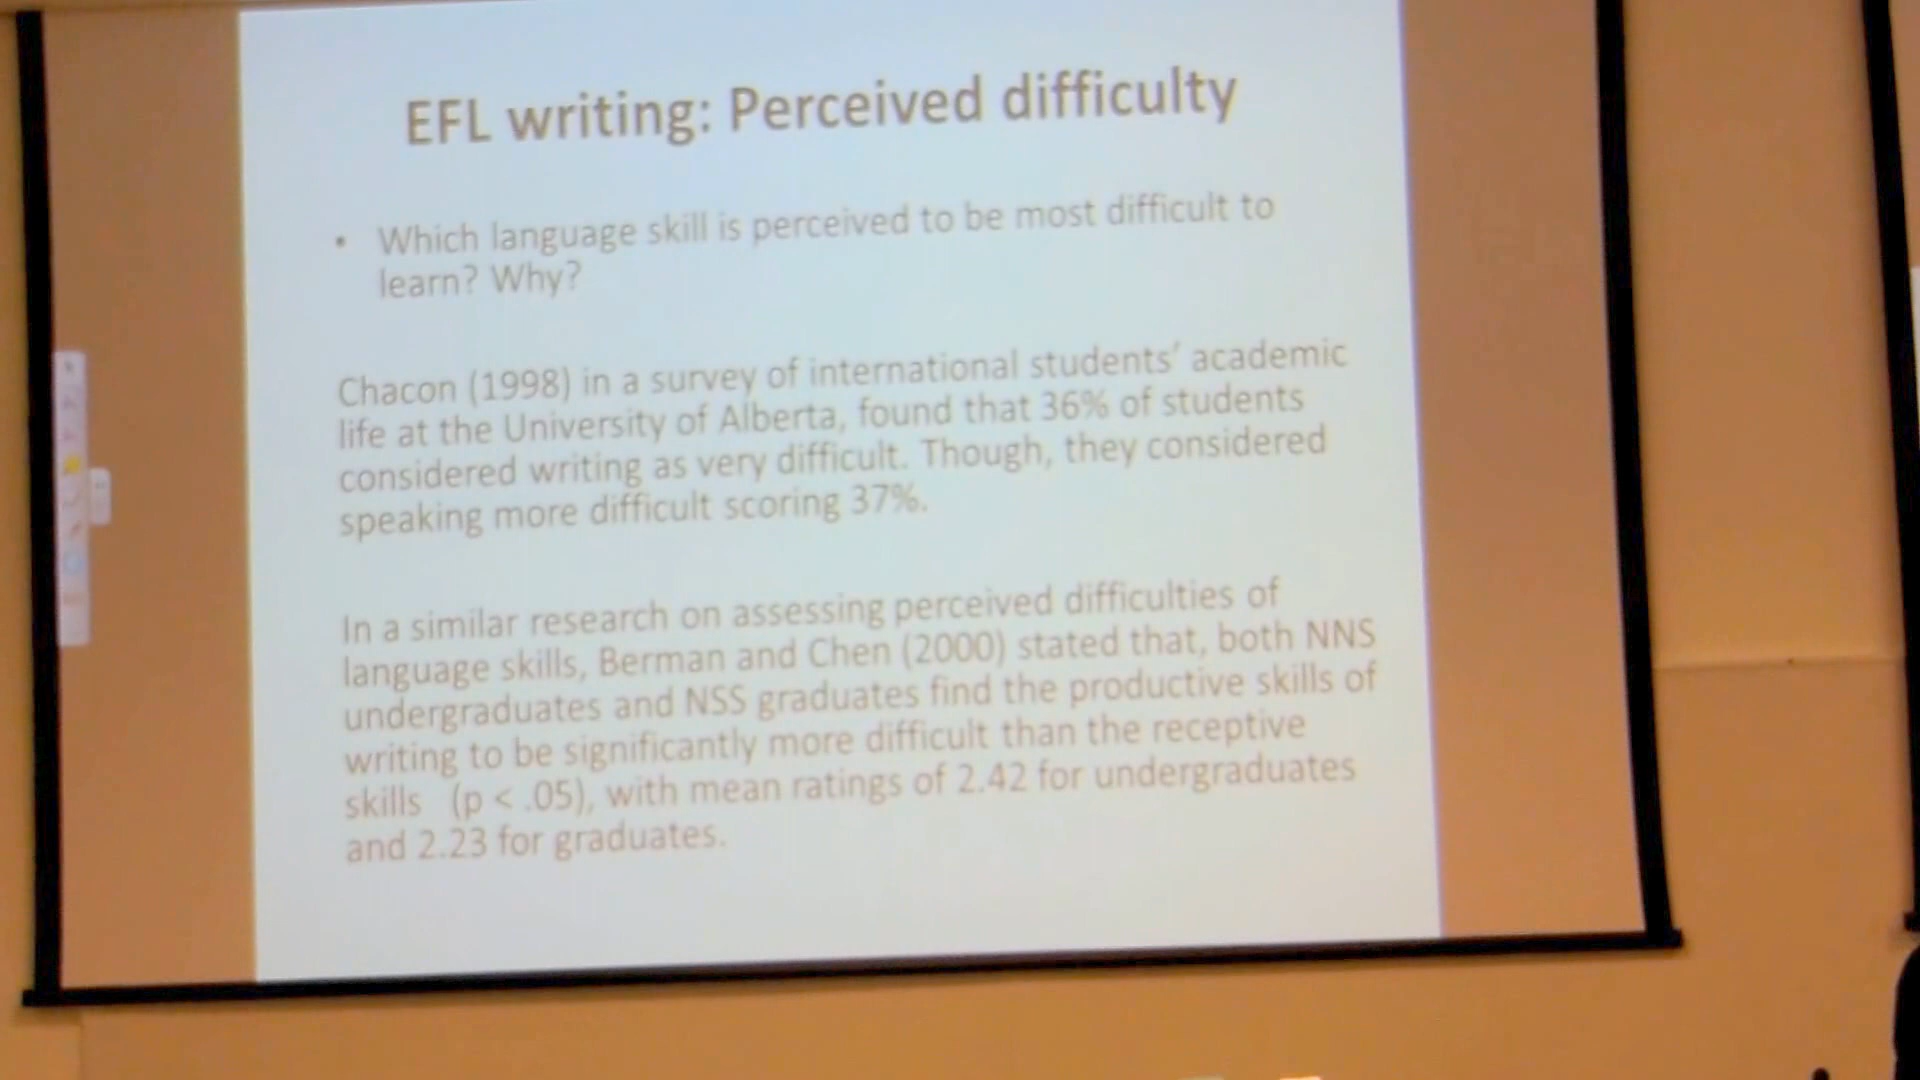 EFL writing: Perceived difficulty
• Which language skill is perceived to be most difficult to
learn? Why?
Chacon (1998) in a survey of international students’ academic
life at the University of Alberta, found that 36% of students
considered writing as very difficult. Though, they considered
speaking more difficult scoring 37%.
In a similar research on assessing perceived difficulties of
language skills, Berman and Chen (2000) stated that, both NNS
undergraduates and NSS graduates find the productive skills of
writing to be significantly more difficult than the receptive
skills (p < .05), with mean ratings of 2.42 for undergraduates
and 2.23 for graduates.